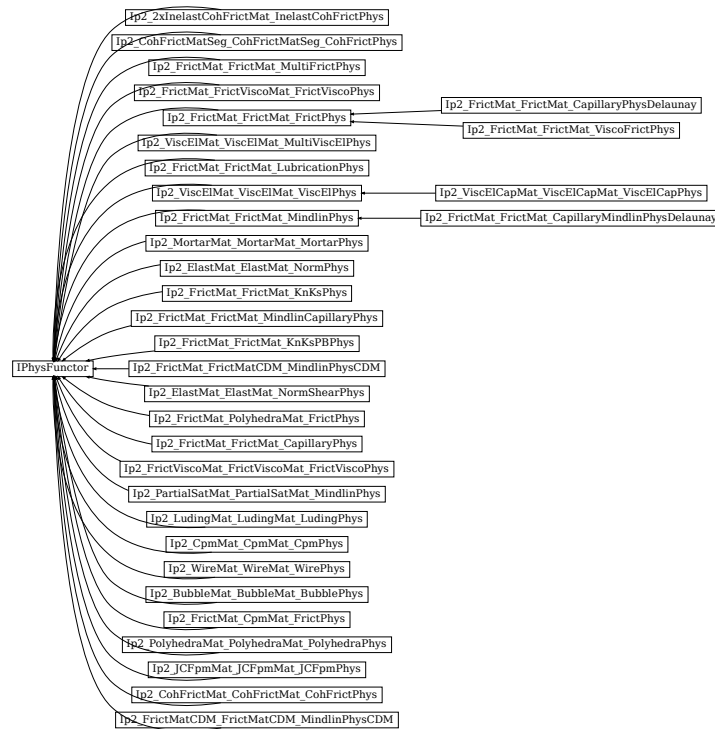 Ip2_2xInelastCohFrictMat_InelastCohFrictPhys
Ip2_CohFrictMatSeg_CohFrictMatSeg_CohFrictPhys
Ip2_FrictMat_FrictMat_MultiFrictPhys
Ip2_FrictMat_FrictViscoMat_FrictViscoPhys
Ip2_FrictMat_FrictMat_FrictPhys
Ip2_FrictMat_FrictMat_CapillaryPhysDelaunay
Ip2_FrictMat_FrictMat_ViscoFrictPhys
Ip2_ViscElMat_ViscElMat_MultiViscElPhys
Ip2_FrictMat_FrictMat_LubricationPhys
Ip2_ViscElMat_ViscElMat_ViscElPhys
Ip2_ViscElCapMat_ViscElCapMat_ViscElCapPhys
Ip2_FrictMat_FrictMat_MindlinPhys
Ip2_FrictMat_FrictMat_CapillaryMindlinPhysDelaunay
Ip2_MortarMat_MortarMat_MortarPhys
Ip2_ElastMat_ElastMat_NormPhys
Ip2_FrictMat_FrictMat_KnKsPhys
Ip2_FrictMat_FrictMat_MindlinCapillaryPhys
Ip2_FrictMat_FrictMat_KnKsPBPhys
IPhysFunctor
Ip2_FrictMat_FrictMatCDM_MindlinPhysCDM
Ip2_ElastMat_ElastMat_NormShearPhys
Ip2_FrictMat_PolyhedraMat_FrictPhys
Ip2_FrictMat_FrictMat_CapillaryPhys
Ip2_FrictViscoMat_FrictViscoMat_FrictViscoPhys
Ip2_PartialSatMat_PartialSatMat_MindlinPhys
Ip2_LudingMat_LudingMat_LudingPhys
Ip2_CpmMat_CpmMat_CpmPhys
Ip2_WireMat_WireMat_WirePhys
Ip2_BubbleMat_BubbleMat_BubblePhys
Ip2_FrictMat_CpmMat_FrictPhys
Ip2_PolyhedraMat_PolyhedraMat_PolyhedraPhys
Ip2_JCFpmMat_JCFpmMat_JCFpmPhys
Ip2_CohFrictMat_CohFrictMat_CohFrictPhys
Ip2_FrictMatCDM_FrictMatCDM_MindlinPhysCDM